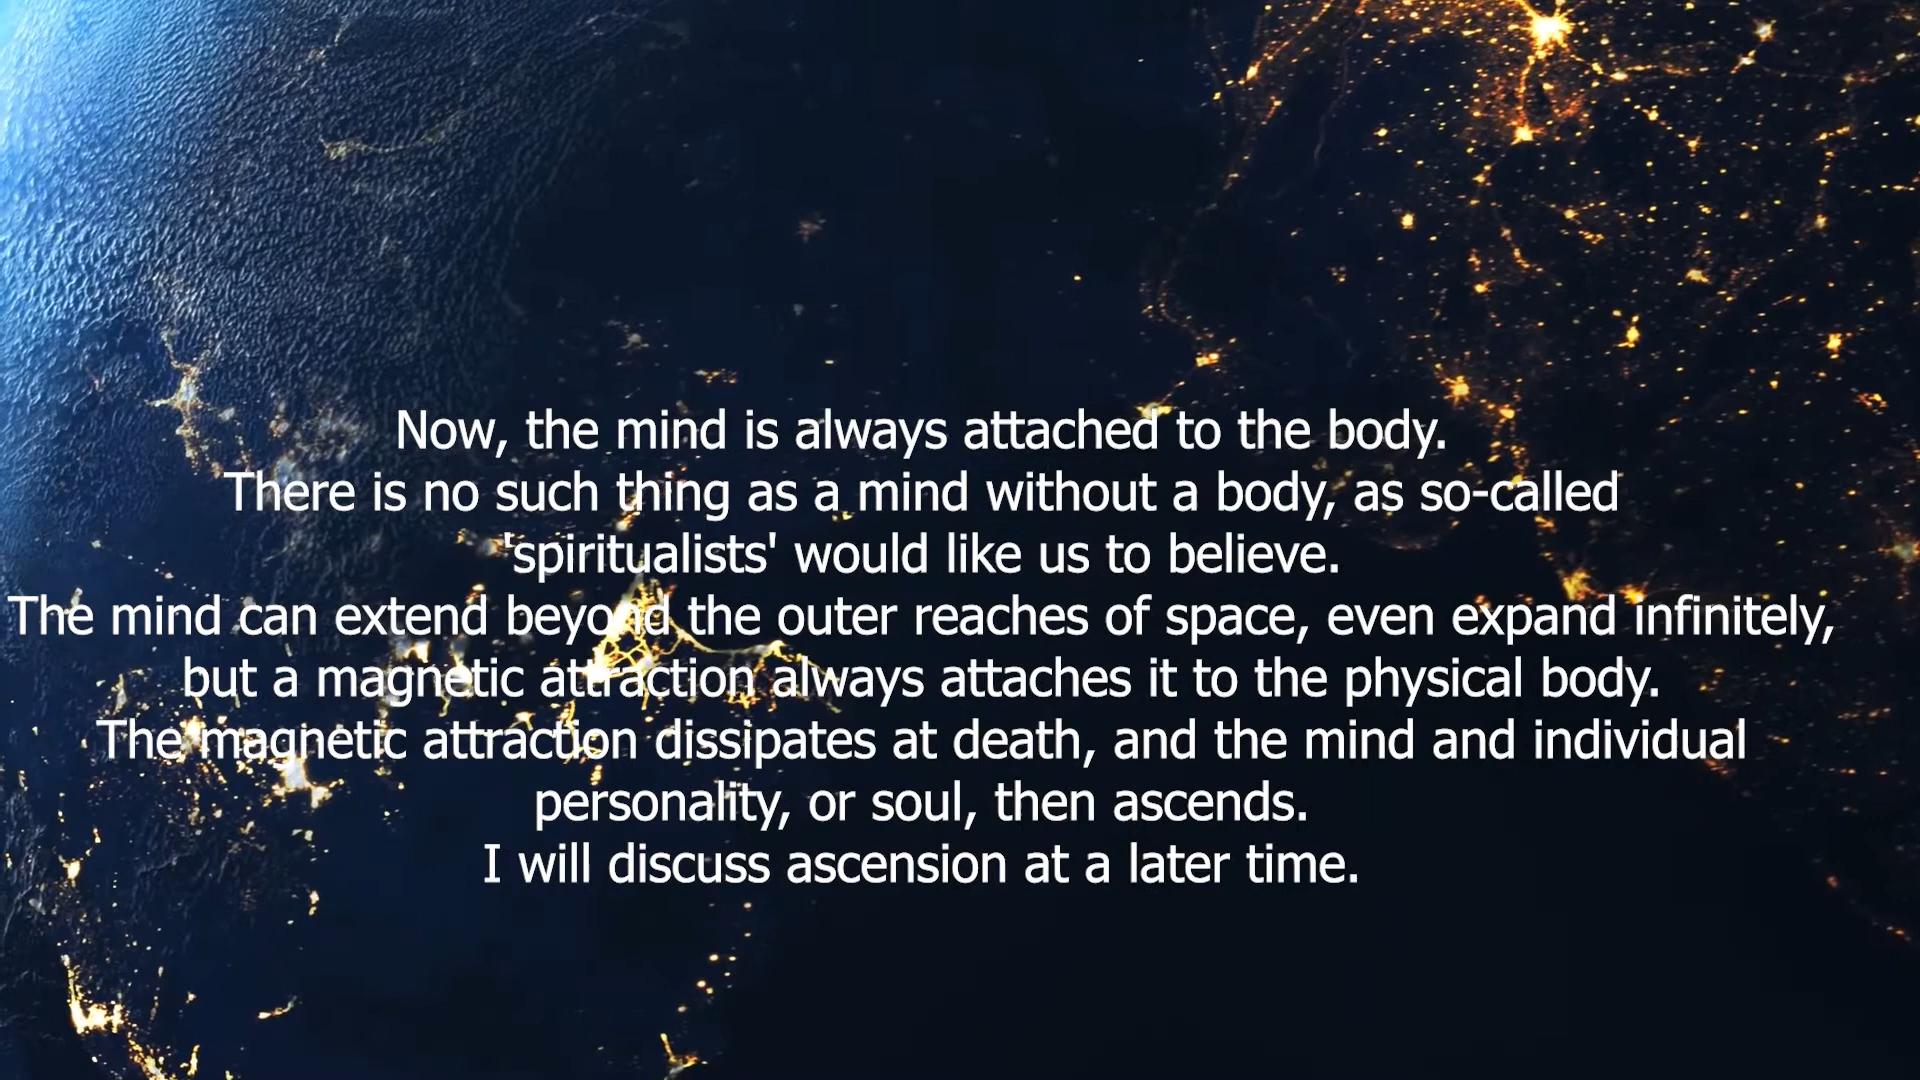 Now, the mind is always attached to the body.
There is no such thing as a mind without a body, as so-called
'spiritualists' would like us to believe.
The mind can extend beyond the outer reaches of space, even expand infinitely,
but a magnetic attraction always attaches it to the physical body.
The magnetic attraction dissipates at death, and the mind and individual
personality, or soul, then ascends.
I will discuss ascension at a later time.